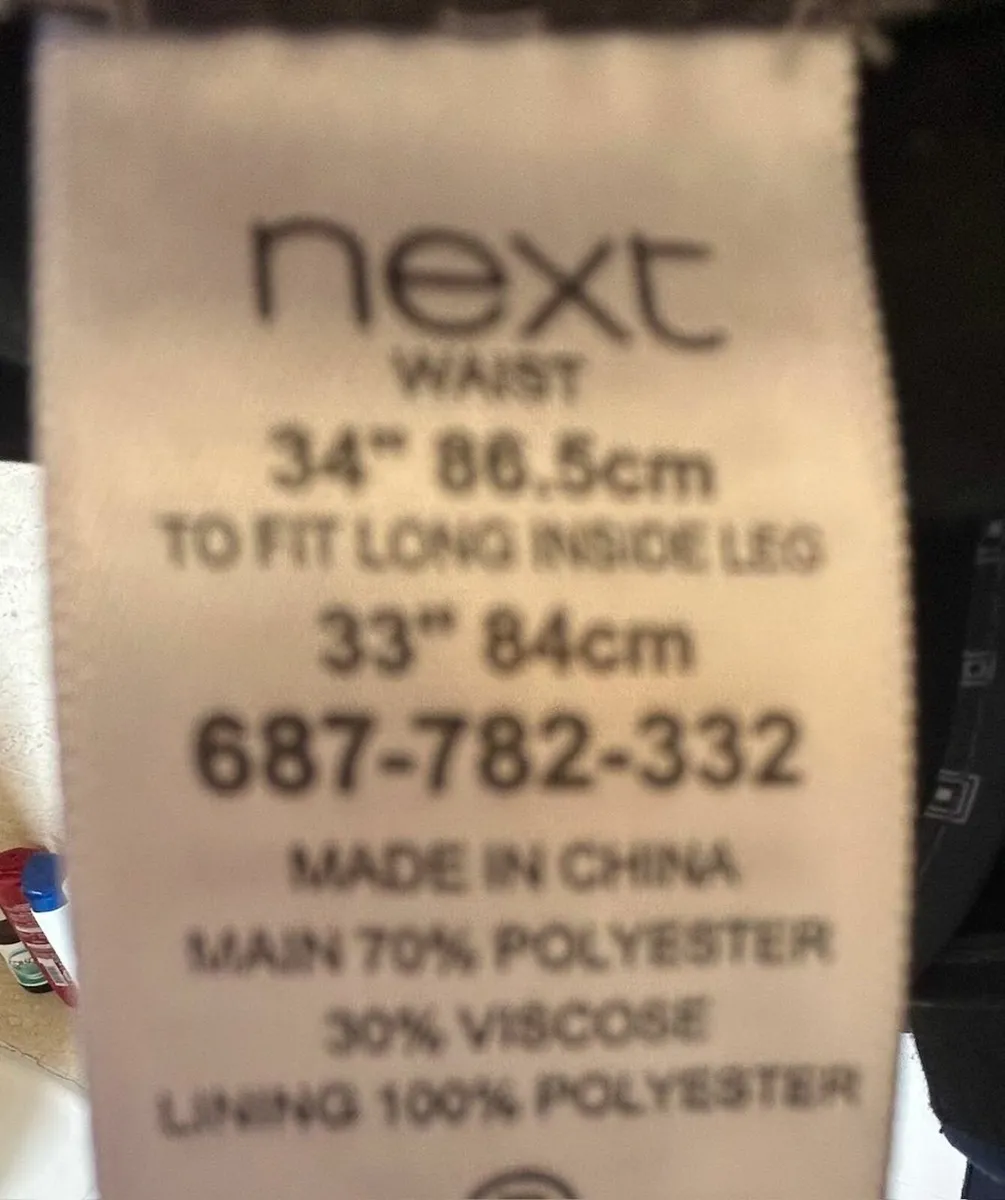 next
WAIST
34" 86.5cm
TO FIT LONG INSIDE LEG
33" 84cm
687-782-332
MADE IN CHINA
MAIN 70% POLYESTER
30% VISCOSE
LINING 100% POLYESTER